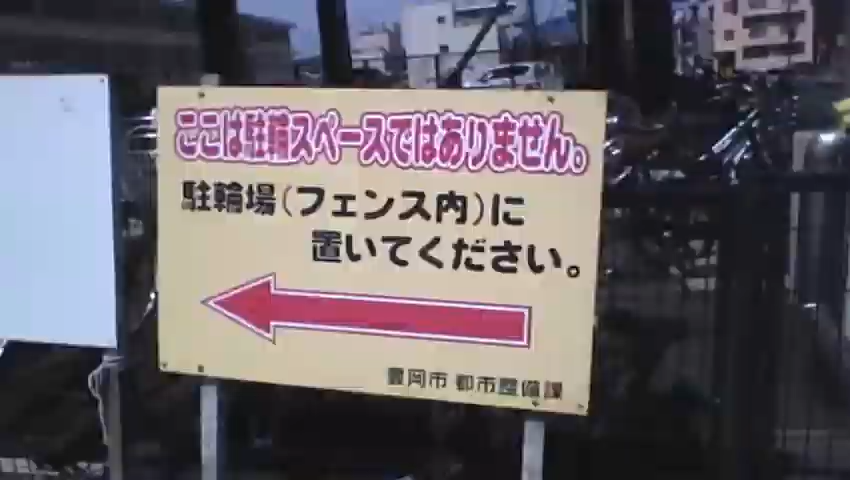 ここは駐輪スペースではありません。
駐輪場(フェンス内)に
置いてください。
豊岡市 都市整備課